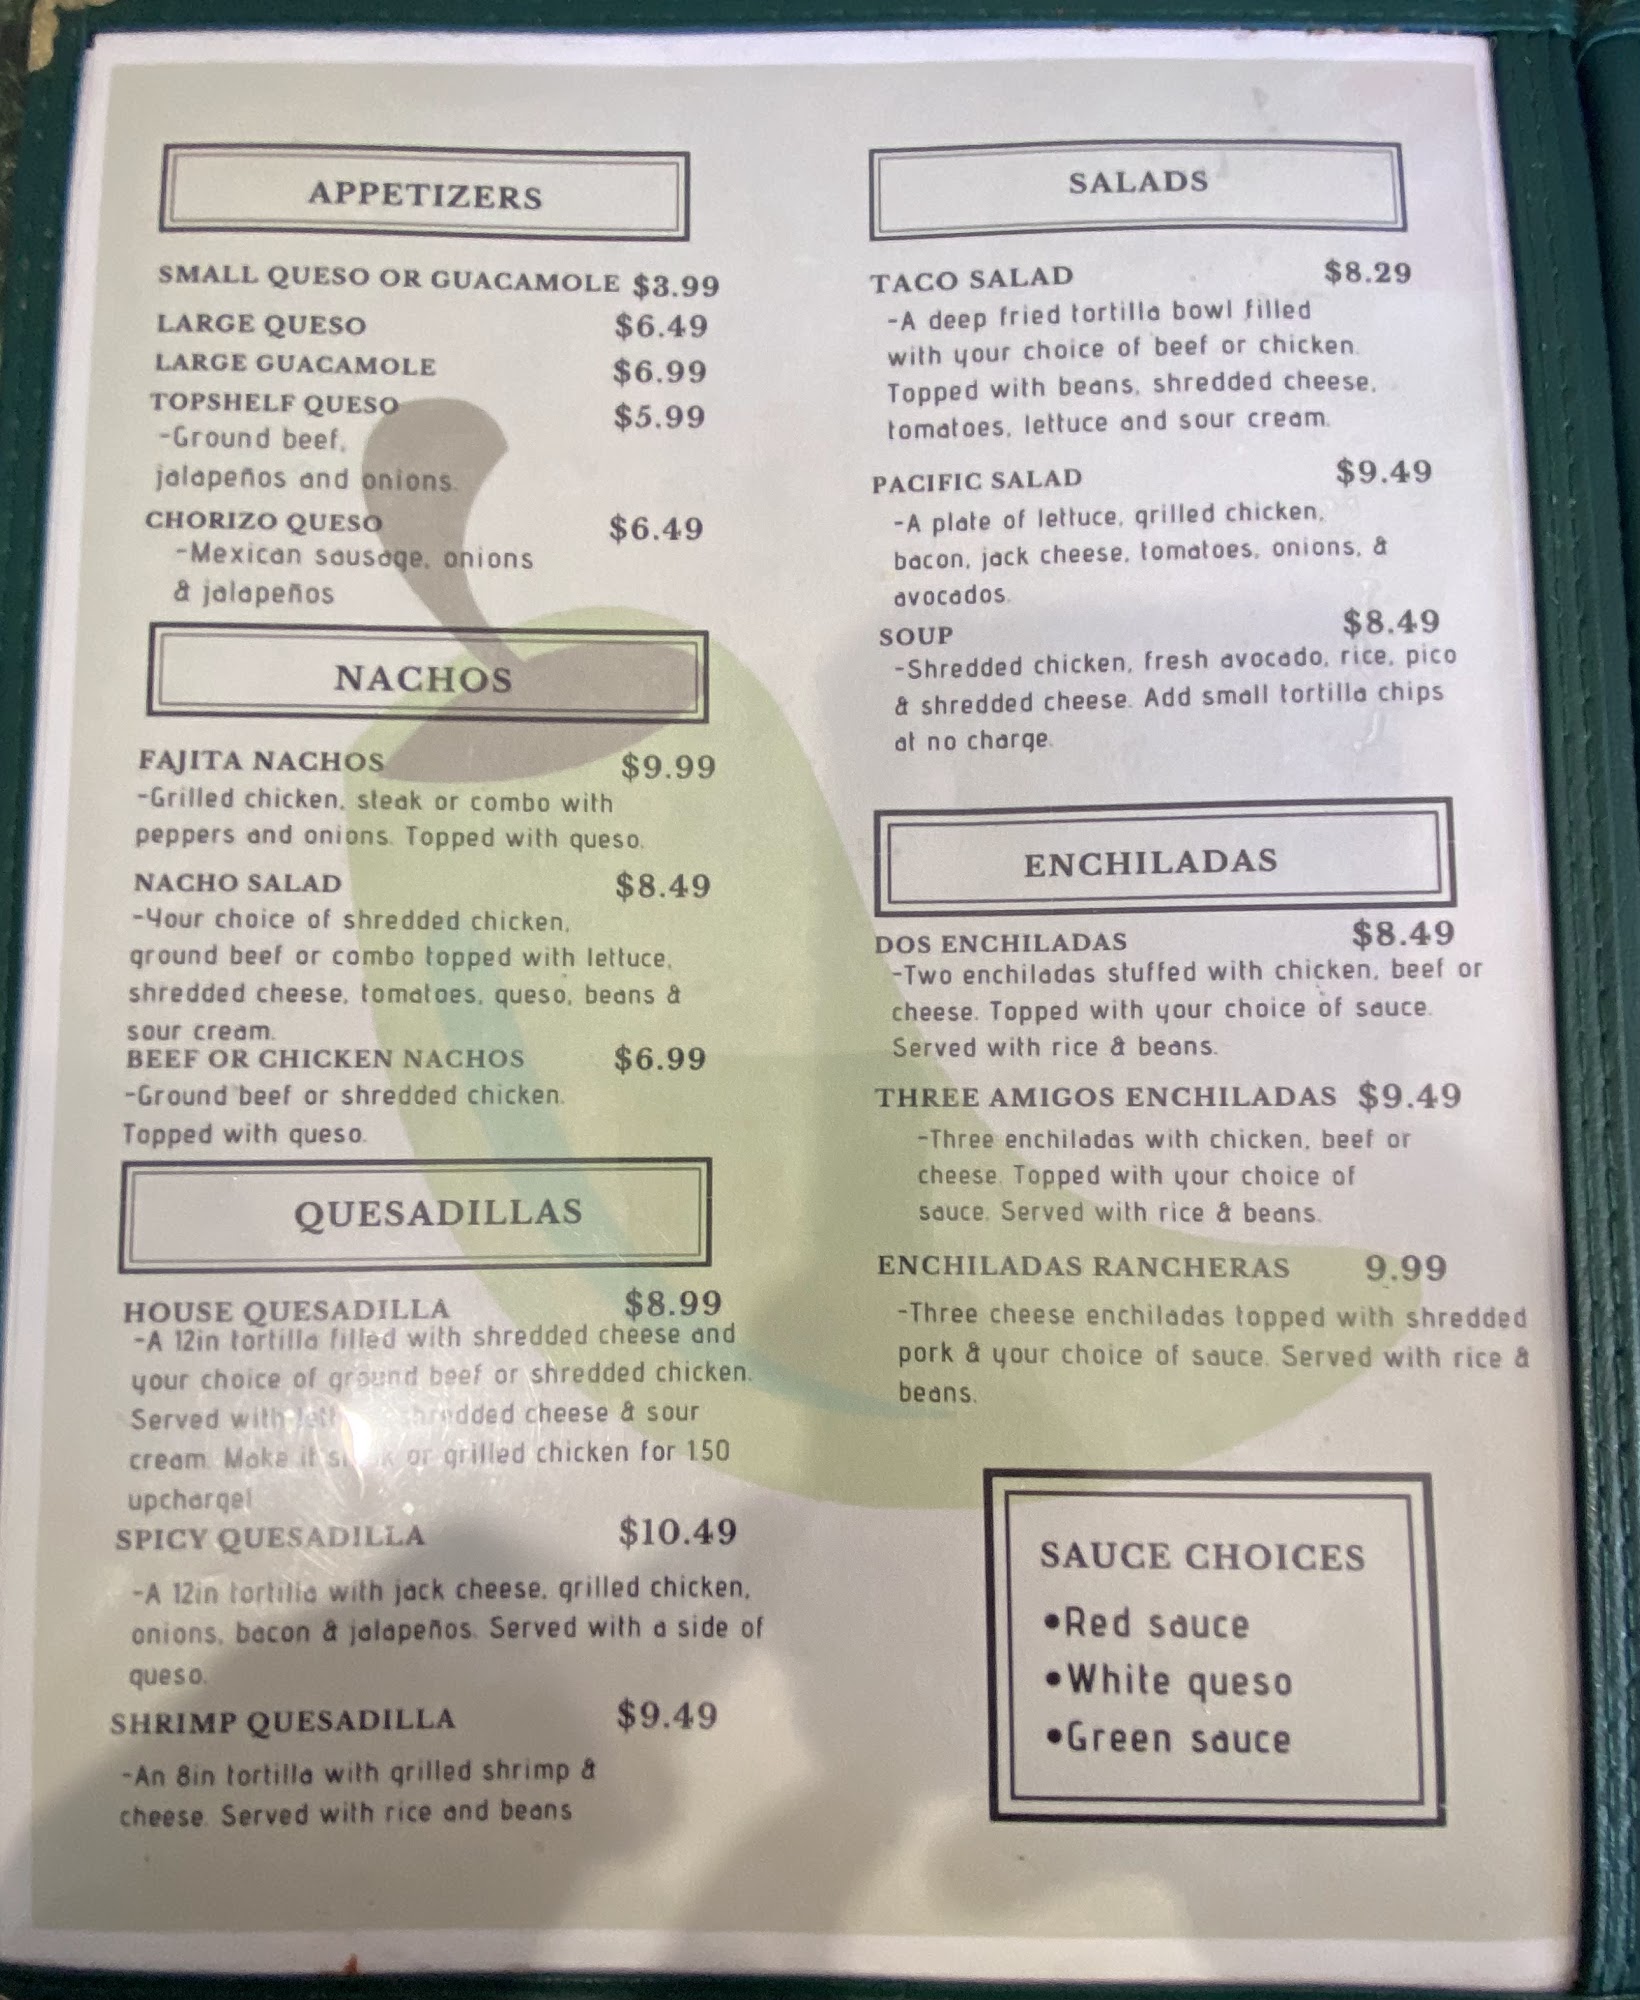 APPETIZERS
SMALL QUESO OR GUACAMOLE $3.99
LARGE QUESO $6.49
LARGE GUACAMOLE $6.99
TOPSHELF QUESO $5.99
-Ground beef,
jalapeños and onions.
CHORIZO QUESO $6.49
-Mexican sausage, onions
& jalapeños
NACHOS
FAJITA NACHOS $9.99
-Grilled chicken, steak or combo with
peppers and onions. Topped with queso.
NACHO SALAD $8.49
-Your choice of shredded chicken,
ground beef or combo topped with lettuce,
shredded cheese, tomatoes, queso, beans &
sour cream.
BEEF OR CHICKEN NACHOS $6.99
-Ground beef or shredded chicken.
Topped with queso.
QUESADILLAS
HOUSE QUESADILLA $8.99
-A 12in tortilla filled with shredded cheese and
your choice of ground beef or shredded chicken.
Served with shredded cheese & sour
cream. Make it or grilled chicken for 1.50
upcharge!
SPICY QUESADILLA $10.49
-A 12in tortilla with jack cheese, grilled chicken,
onions, bacon & jalapeños. Served with a side of
queso.
SHRIMP QUESADILLA $9.49
-An 8in tortilla with grilled shrimp &
cheese. Served with rice and beans
SALADS
TACO SALAD $8.29
-A deep fried tortilla bowl filled
with your choice of beef or chicken.
Topped with beans, shredded cheese,
tomatoes, lettuce and sour cream.
PACIFIC SALAD $9.49
-A plate of lettuce, grilled chicken,
bacon, jack cheese, tomatoes, onions, &
avocados.
SOUP $8.49
-Shredded chicken, fresh avocado, rice, pico
& shredded cheese. Add small tortilla chips
at no charge.
ENCHILADAS
DOS ENCHILADAS $8.49
-Two enchiladas stuffed with chicken, beef or
cheese. Topped with your choice of sauce.
Served with rice & beans.
THREE AMIGOS ENCHILADAS $9.49
-Three enchiladas with chicken, beef or
cheese. Topped with your choice of
sauce. Served with rice & beans.
ENCHILADAS RANCHERAS 9.99
-Three cheese enchiladas topped with shredded
pork & your choice of sauce. Served with rice &
beans.
SAUCE CHOICES
•Red sauce
•White queso
•Green sauce